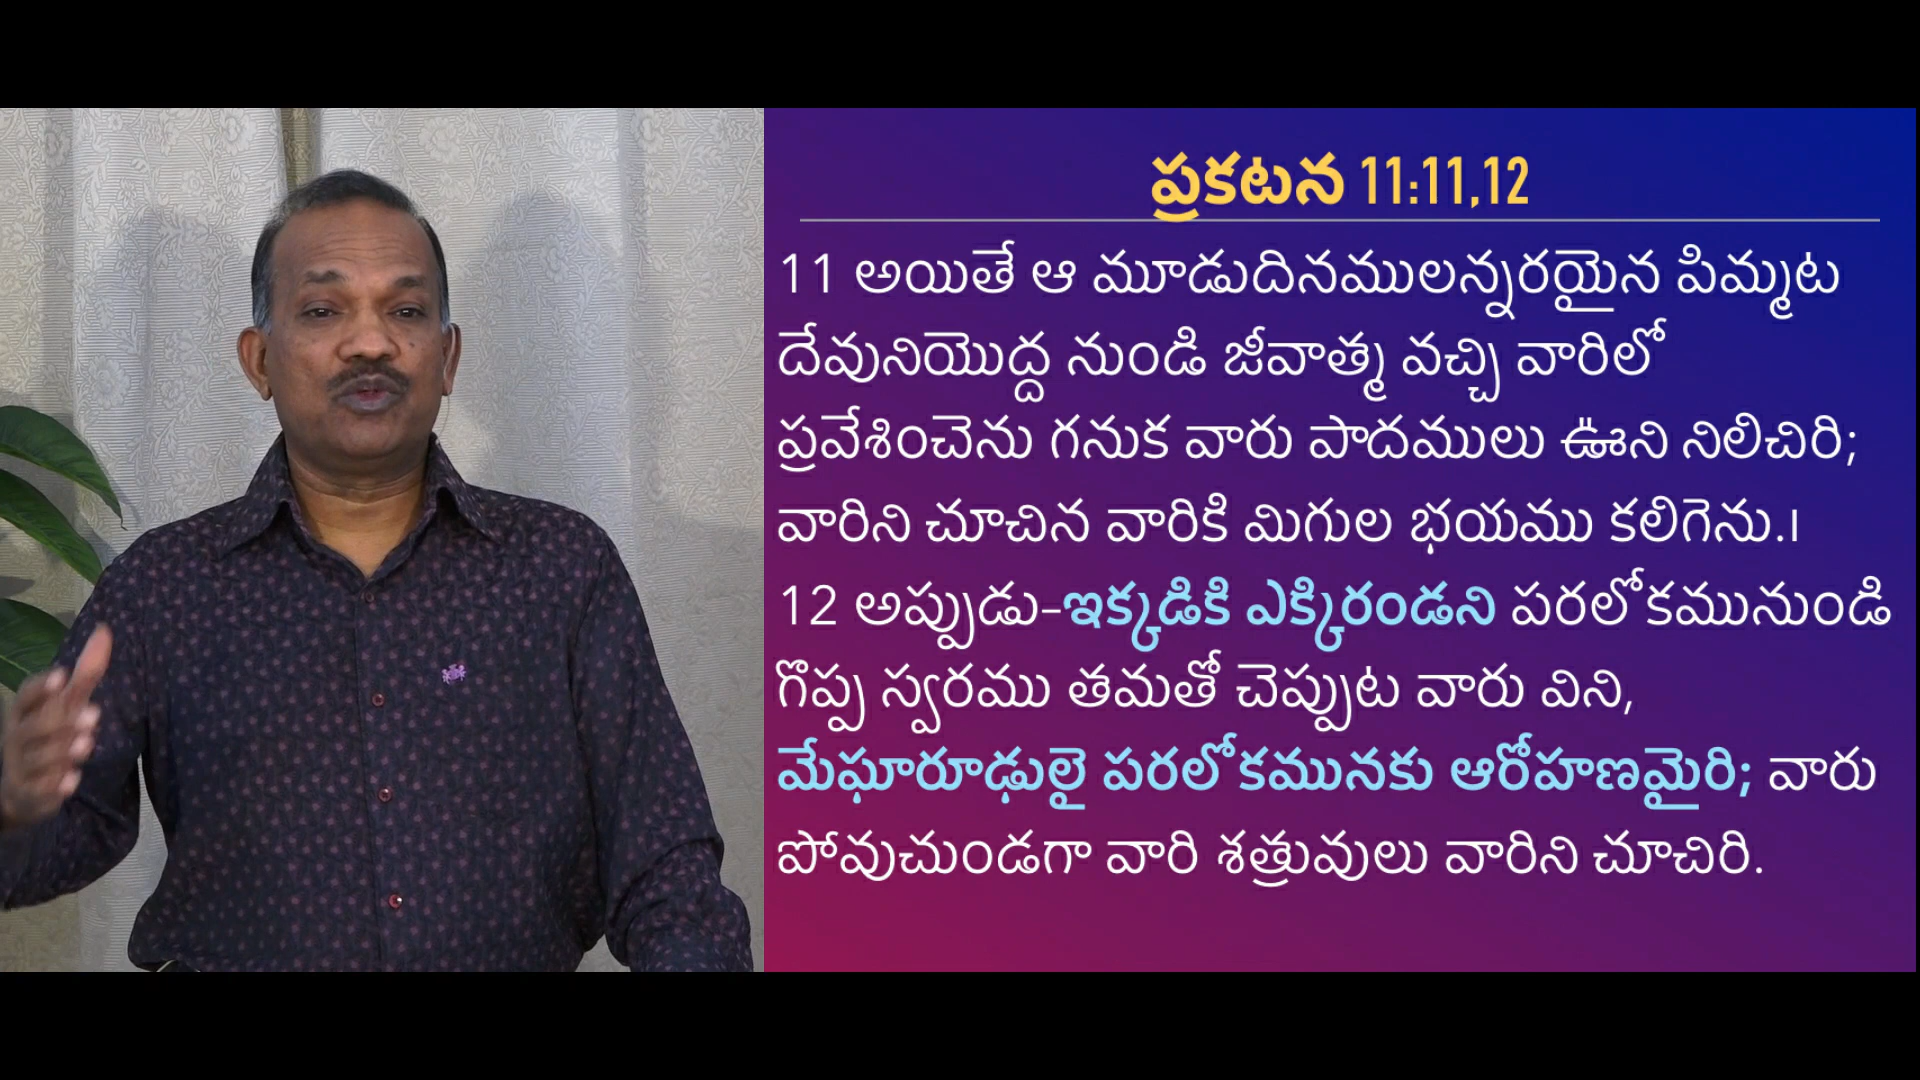 ప్రకటన 11:11,12
11 అయితే ఆ మూడుదినములన్నరయైన పిమ్మట
దేవునియొద్ద నుండి జీవాత్మ వచ్చి వారిలో
ప్రవేశించెను గనుక వారు పాదములు ఊని నిలిచిరి;
వారిని చూచిన వారికి మిగుల భయము కలిగెను.।
12 అప్పుడు-ఇక్కడికి ఎక్కిరండని పరలోకమునుండి
గొప్ప స్వరము తమతో చెప్పుట వారు విని,
మేఘారూఢులై పరలోకమునకు ఆరోహణమైరి; వారు
పోవుచుండగా వారి శత్రువులు వారిని చూచిరి.